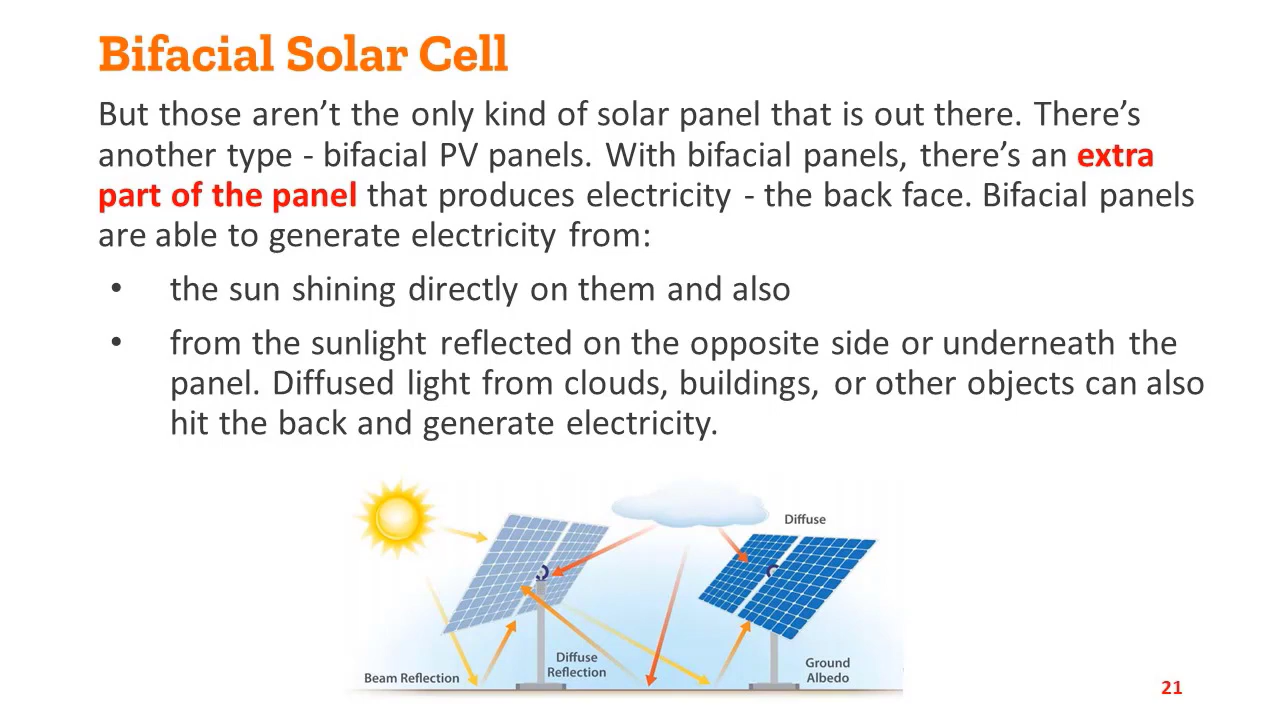 Bifacial Solar Cell
But those aren’t the only kind of solar panel that is out there. There’s
another type - bifacial PV panels. With bifacial panels, there’s an extra
part of the panel that produces electricity - the back face. Bifacial panels
are able to generate electricity from:
• the sun shining directly on them and also
• from the sunlight reflected on the opposite side or underneath the
panel. Diffused light from clouds, buildings, or other objects can also
hit the back and generate electricity.
Diffuse
Beam Reflection
Diffuse
Reflection
Ground
Albedo
21